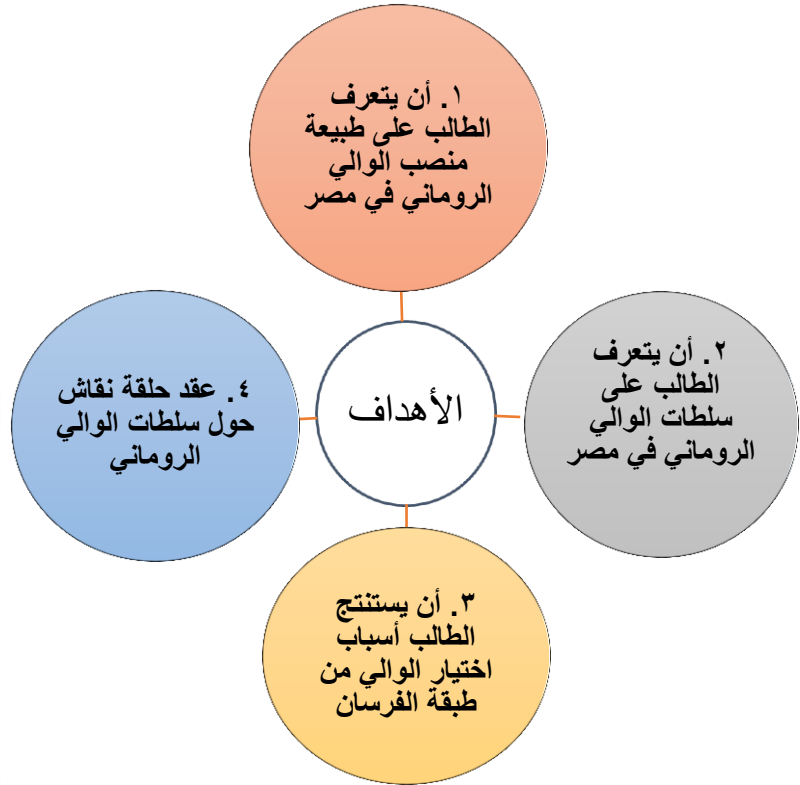 ١. أن يتعرف
الطالب على طبيعة
منصب الوالي
الروماني في مصر
الأهداف
٢. أن يتعرف
الطالب على
سلطات الوالي
الروماني في مصر
٣. أن يستنتج
الطالب أسباب
اختيار الوالي من
طبقة الفرسان
٤. عقد حلقة نقاش
حول سلطات الوالي
الروماني